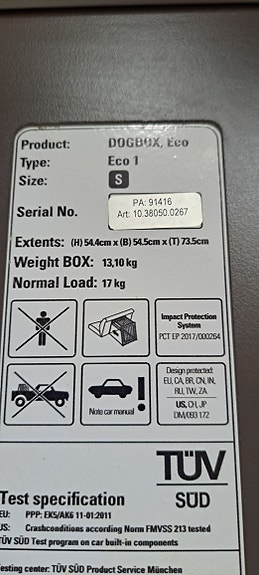 Product: DOGBOX, Eco
Type: Eco 1
Size: S
Serial No. PA: 91416
Art: 10.38050.0267
Extents: (H) 54.4cm x (B) 54.5cm x (T) 73.5cm
Weight BOX: 13,10 kg
Normal Load: 17 kg
Impact Protection
System
PCT EP 2017/000264
Note car manual
Design protected:
EU, CA, BR, CN, IN,
RU, TW, ZA
US, CH, JP
DM/093 172
TÜV
SÜD
Test specification
EU: PPP: EK5/AK6 11-01:2011
US: Crashconditions according Norm FMVSS 213 tested
TÜV SÜD Test program on car built-in components
Testing center: TÜV SÜD Product Service München